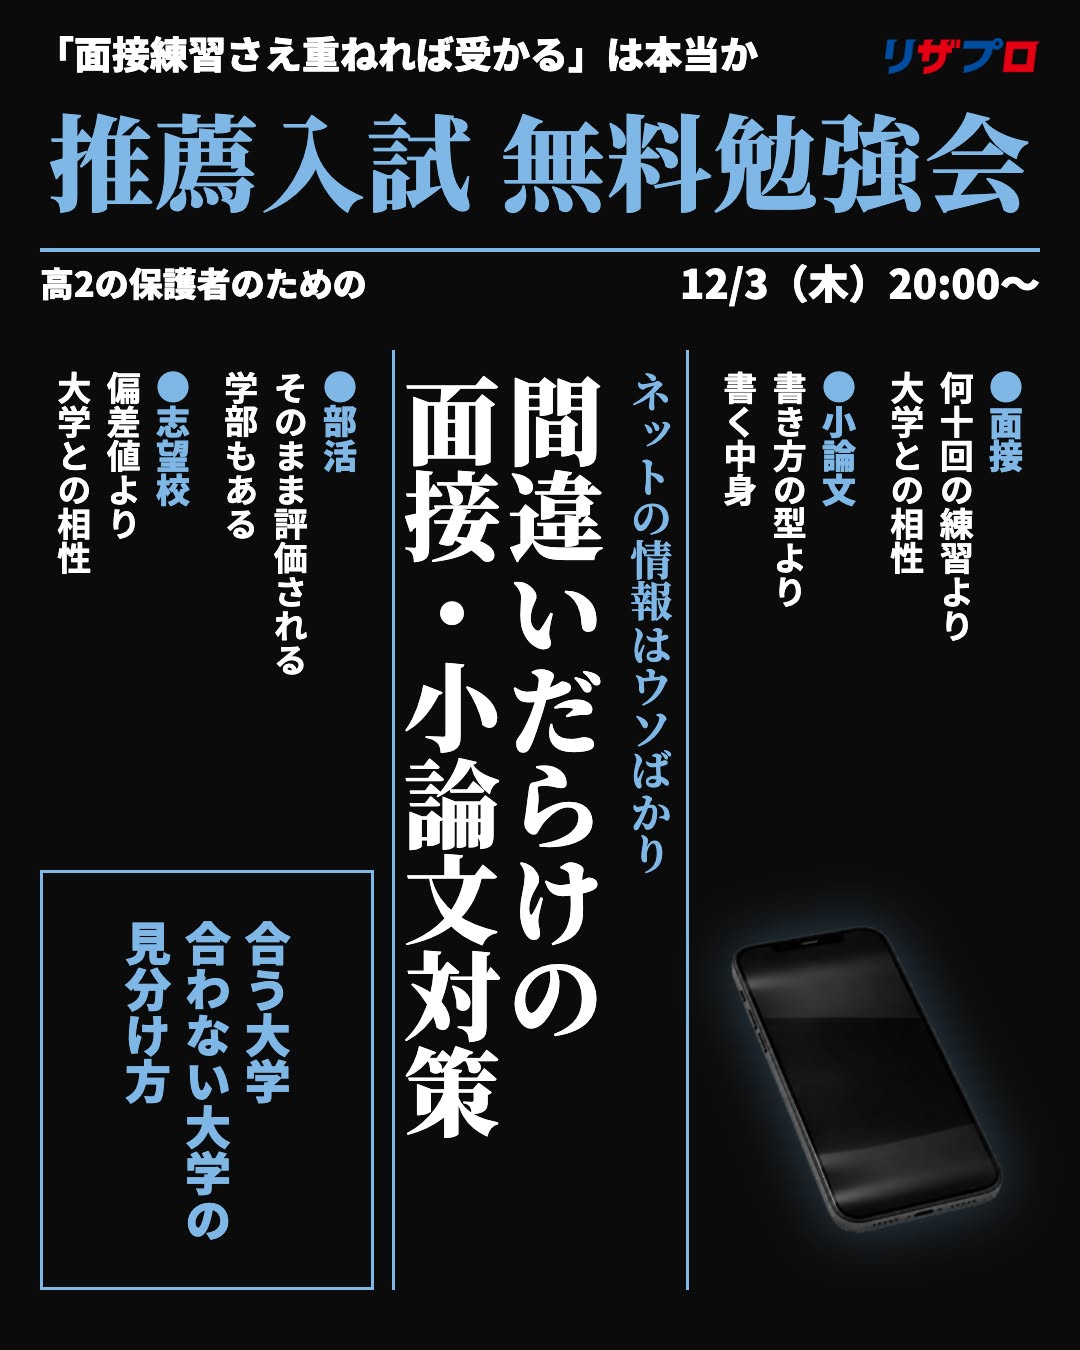 「面接練習さえ重ねれば受かる」は本当か
リザプロ
推薦入試 無料勉強会
高2の保護者のための
12/3（木）20:00〜
●面接
何十回の練習より
大学との相性
●小論文
書き方の型より
書く中身
ネットの情報はウソばかり
間違いだらけの
面接・小論文対策
●部活
そのまま評価される
学部もある
●志望校
偏差値より
大学との相性
合う大学
合わない大学の
見分け方